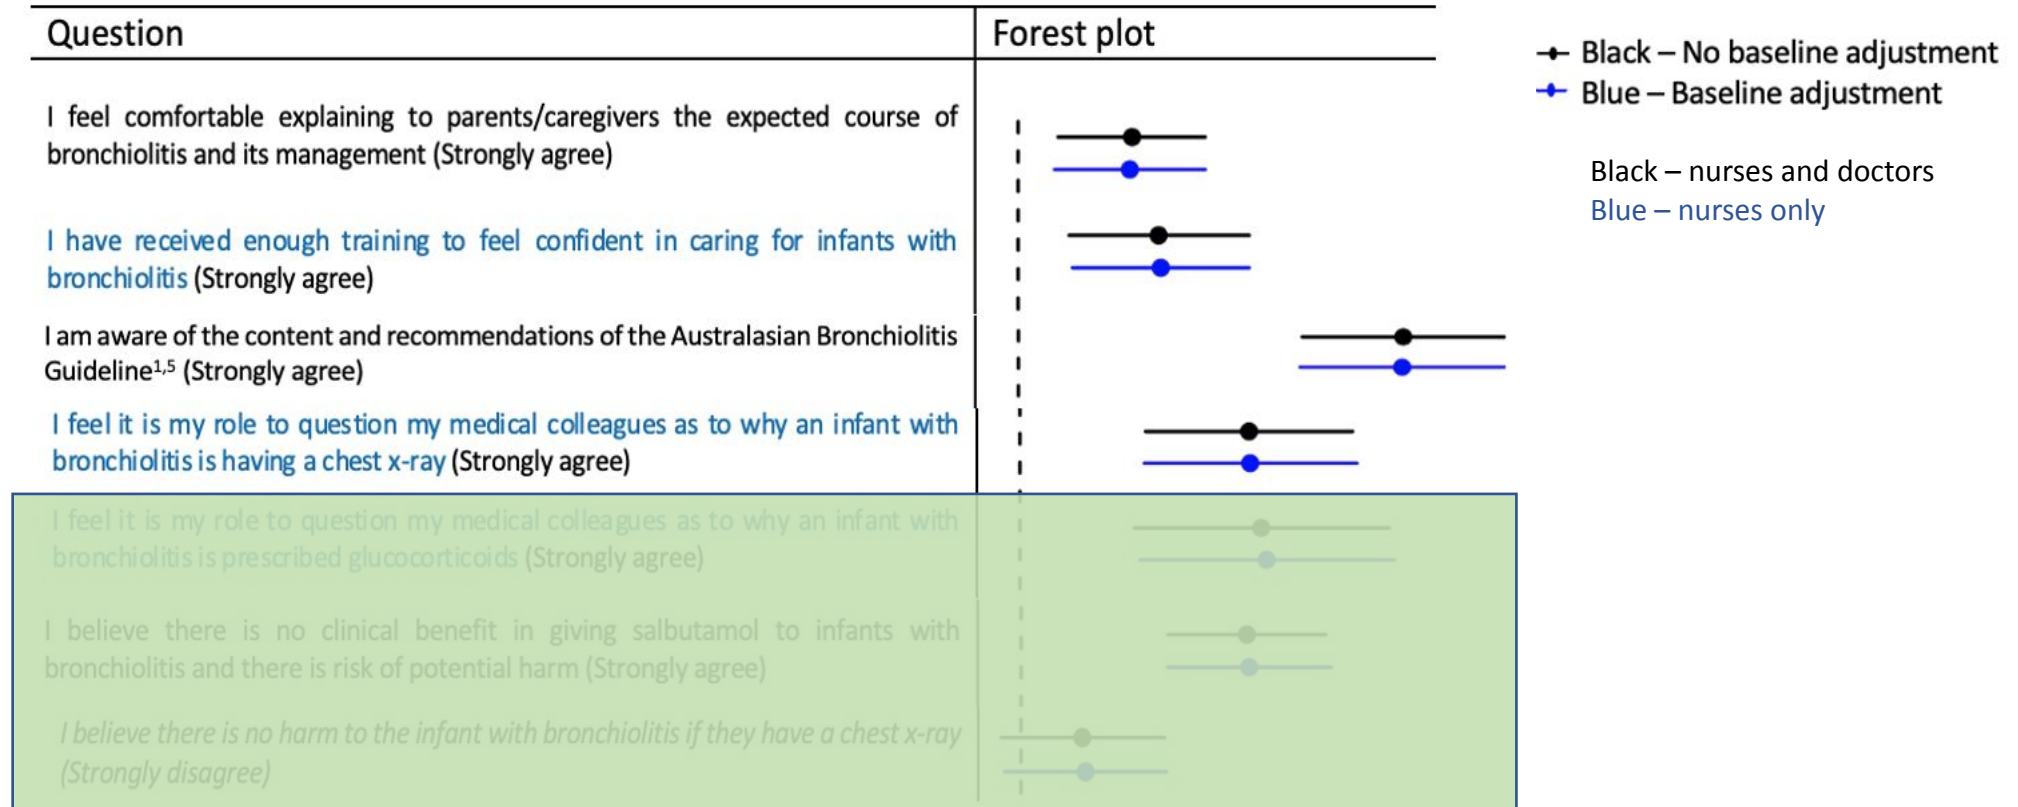 Question
Forest plot
I feel comfortable explaining to parents/caregivers the expected course of
bronchiolitis and its management (Strongly agree)
I have received enough training to feel confident in caring for infants with
bronchiolitis (Strongly agree)
I am aware of the content and recommendations of the Australasian Bronchiolitis
Guideline1,5 (Strongly agree)
I feel it is my role to question my medical colleagues as to why an infant with
bronchiolitis is having a chest x-ray (Strongly agree)
I feel it is my role to question my medical colleagues as to why an infant with
bronchiolitis is prescribed glucocorticoids (Strongly agree)
I believe there is no clinical benefit in giving salbutamol to infants with
bronchiolitis and there is risk of potential harm (Strongly agree)
I believe there is no harm to the infant with bronchiolitis if they have a chest x-ray
(Strongly disagree)
Black – No baseline adjustment
Blue – Baseline adjustment
Black – nurses and doctors
Blue – nurses only